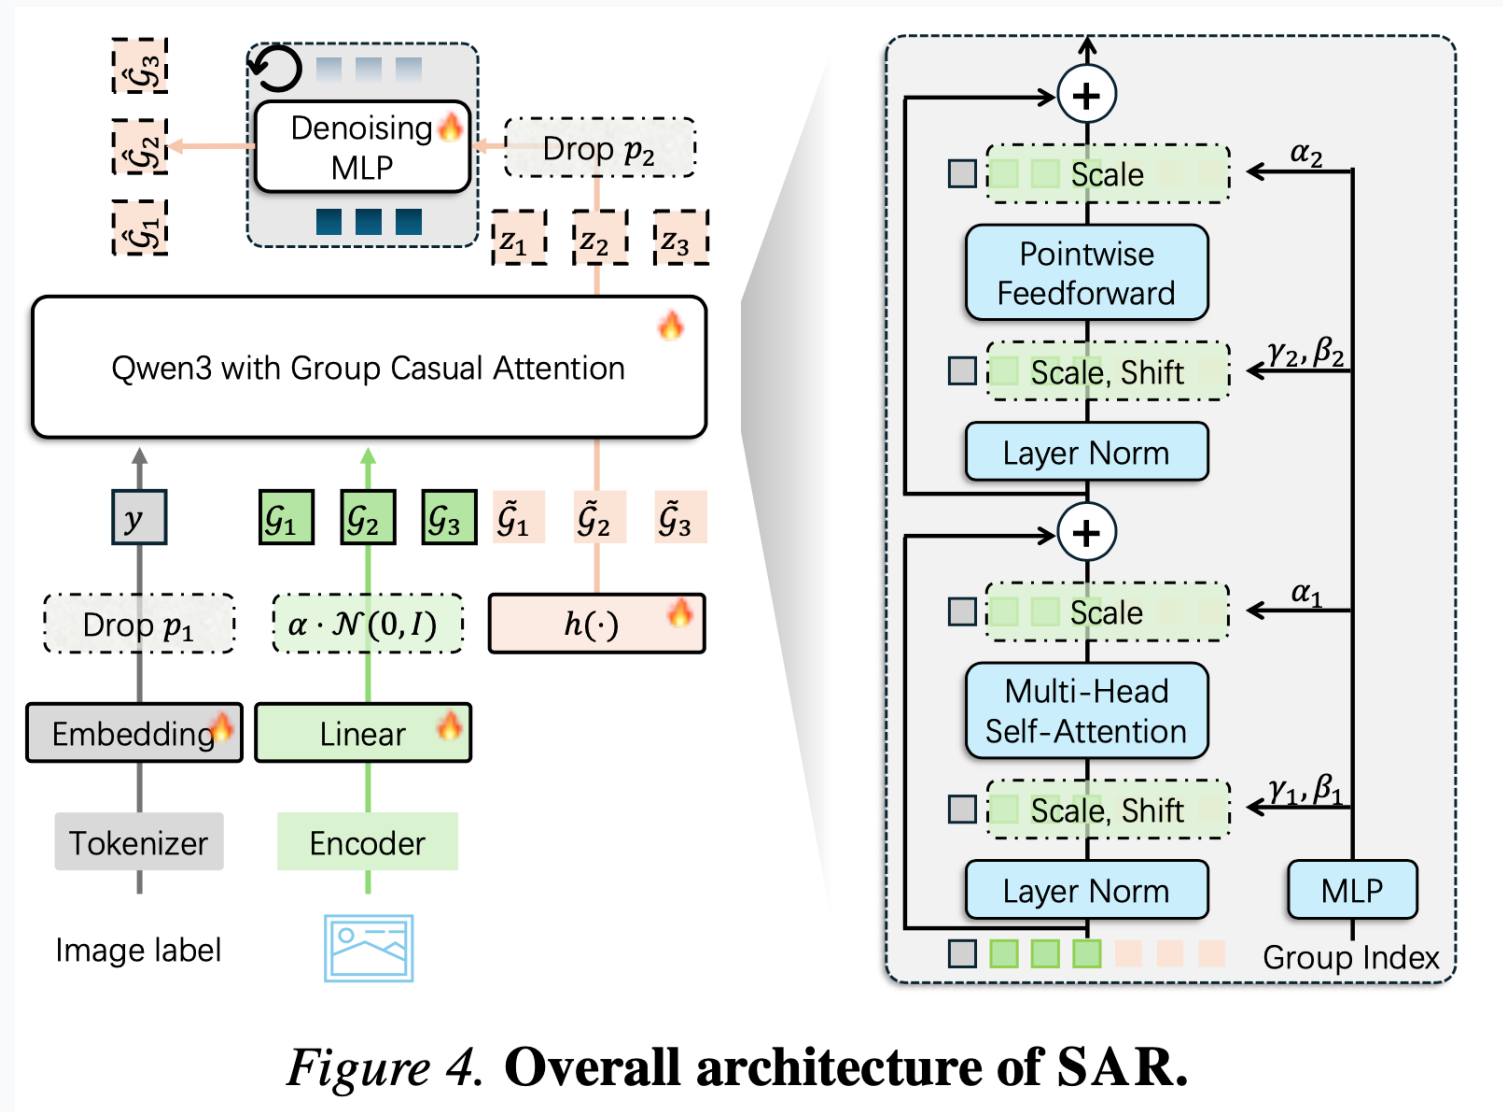 Ĝ₃
Ĝ₂
Ĝ₁
Denoising
MLP
Drop p₂
z₁ z₂ z₃
Qwen3 with Group Casual Attention
y
G₁ G₂ G₃ G̃₁ G̃₂ G̃₃
Drop p₁
α · N(0, I)
h(·)
Embedding
Linear
Tokenizer
Encoder
Image label
+
Scale
α₂
Pointwise
Feedforward
Scale, Shift
γ₂, β₂
Layer Norm
+
Scale
α₁
Multi-Head
Self-Attention
Scale, Shift
γ₁, β₁
Layer Norm
MLP
Group Index
Figure 4. Overall architecture of SAR.